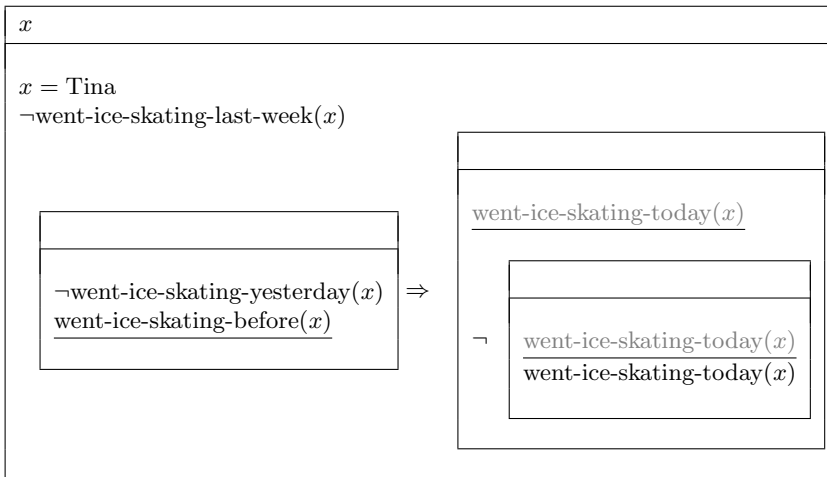 x
x = Tina
¬went-ice-skating-last-week(x)
¬went-ice-skating-yesterday(x)
went-ice-skating-before(x)
⇒
went-ice-skating-today(x)
¬
went-ice-skating-today(x)
went-ice-skating-today(x)